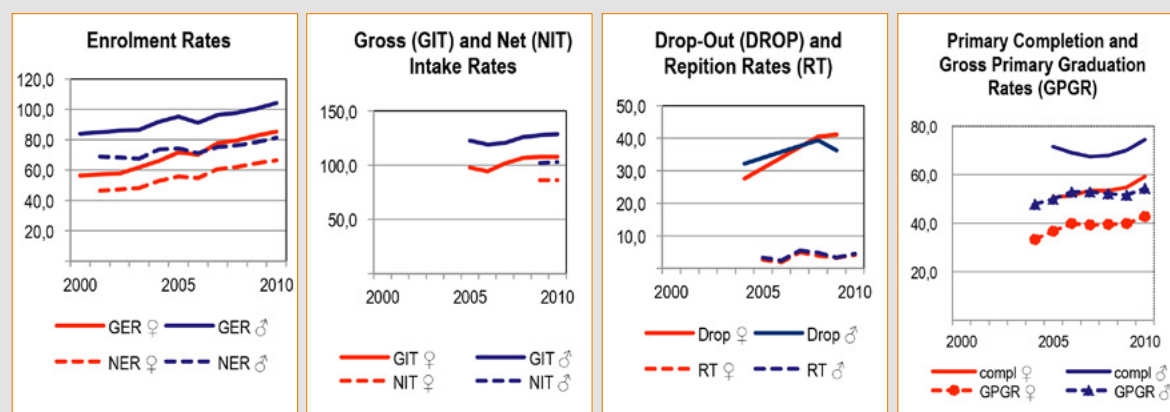 Enrolment Rates
120,0
100,0
80,0
60,0
40,0
20,0
2000 2005 2010
GER ♀ GER ♂
NER ♀ NER ♂
Gross (GIT) and Net (NIT)
Intake Rates
150,0
100,0
50,0
2000 2005 2010
GIT ♀ GIT ♂
NIT ♀ NIT ♂
Drop-Out (DROP) and
Repition Rates (RT)
50,0
40,0
30,0
20,0
10,0
2000 2005 2010
Drop ♀ Drop ♂
RT ♀ RT ♂
Primary Completion and
Gross Primary Graduation
Rates (GPGR)
80,0
60,0
40,0
20,0
2000 2005 2010
compl ♀ compl ♂
GPGR ♀ GPGR ♂